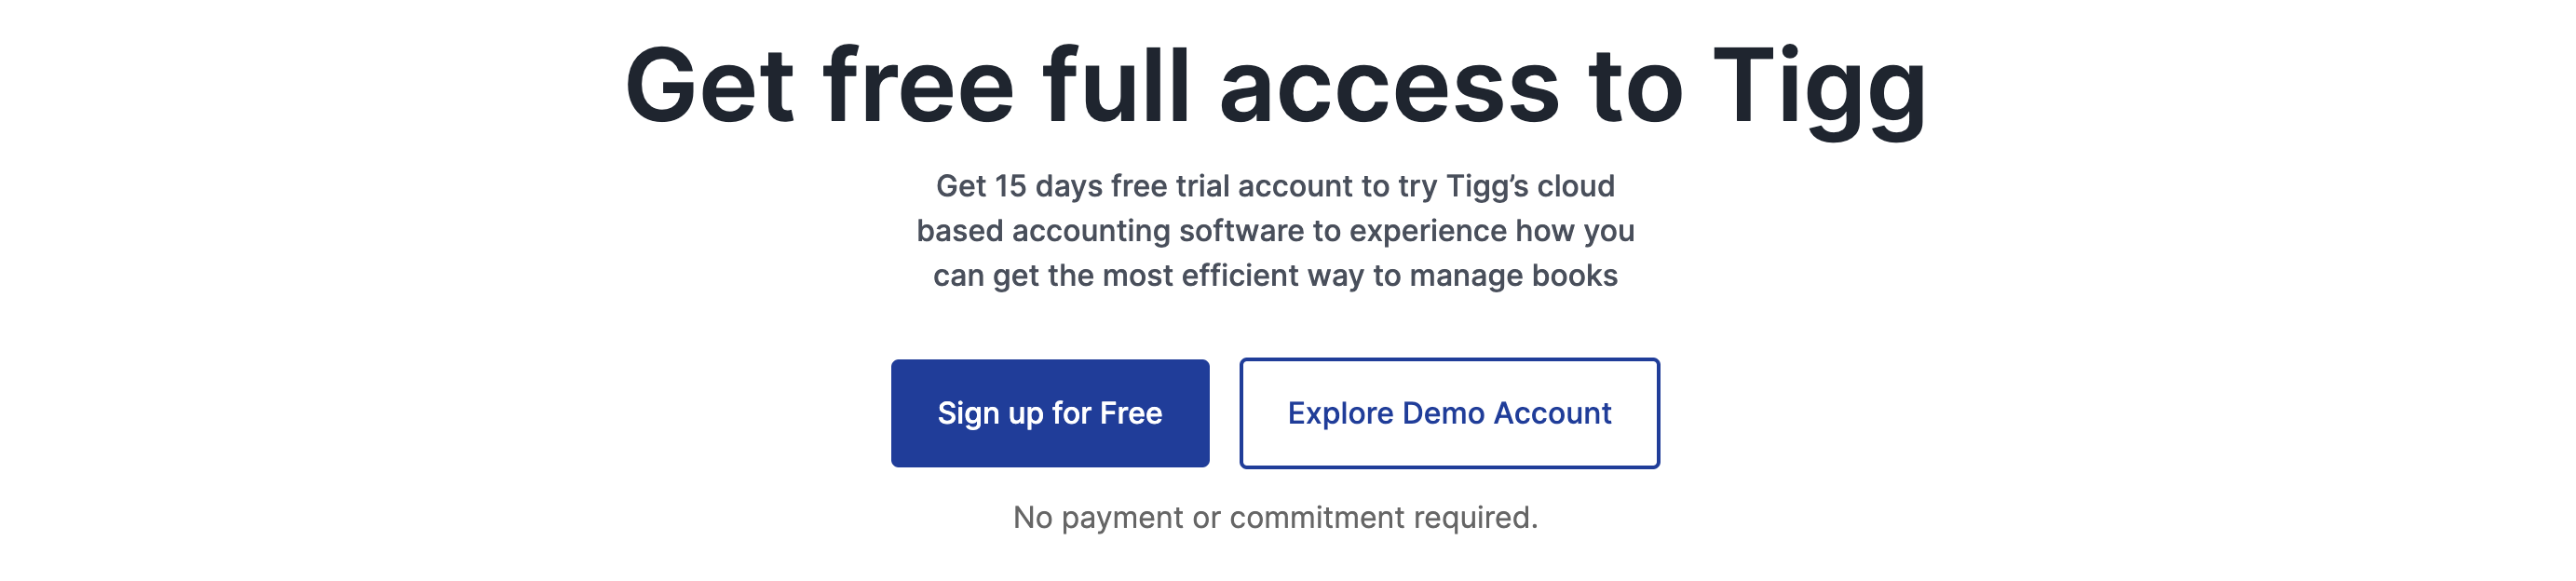 Get free full access to Tigg
Get 15 days free trial account to try Tigg’s cloud
based accounting software to experience how you
can get the most efficient way to manage books
Sign up for Free
Explore Demo Account
No payment or commitment required.